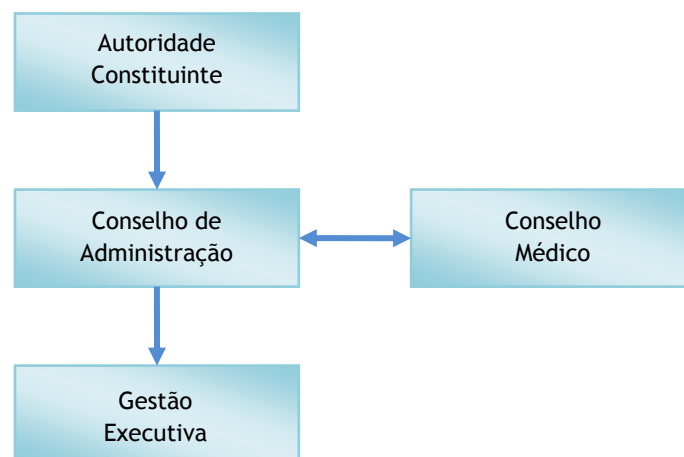 Autoridade
Constituinte
Conselho de
Administração
Conselho
Médico
Gestão
Executiva